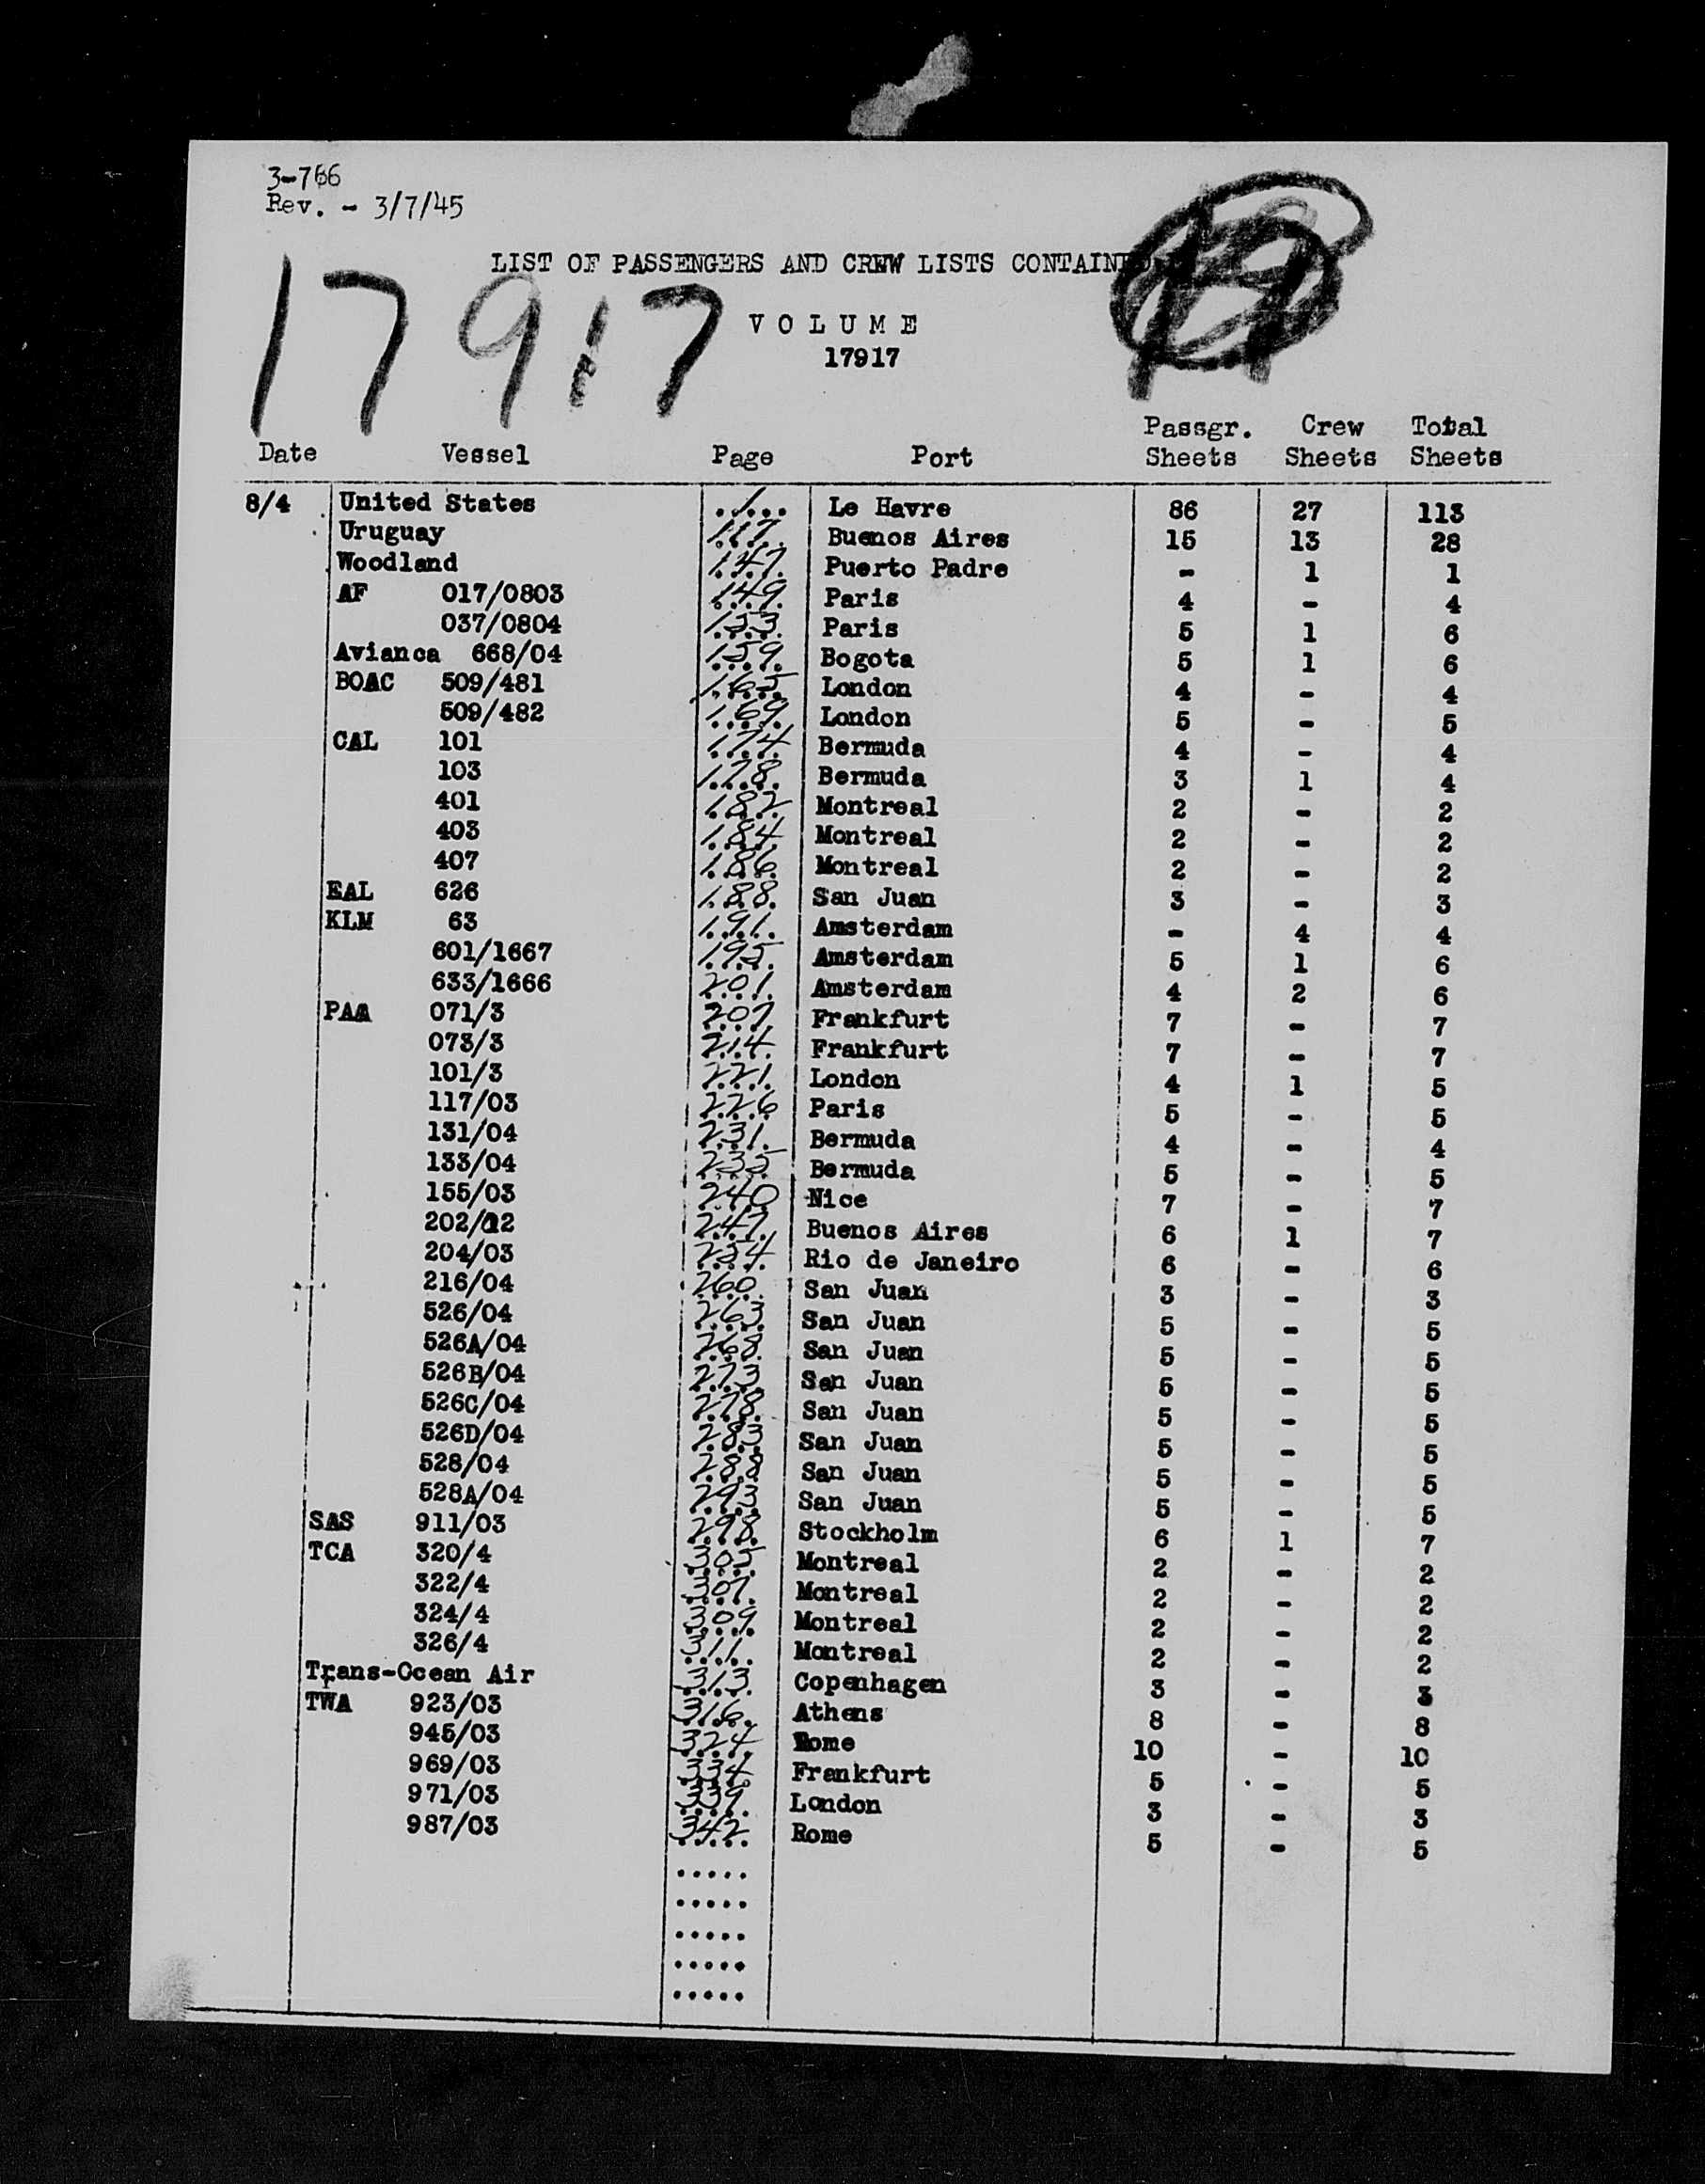 3-766
Rev. - 3/7/45
LIST OF PASSENGERS AND CREW LISTS CONTAINED
17917
VOLUME
17917
Date Vessel Page Port Passgr. Sheets Crew Sheets Total Sheets
8/4 United States 1 Le Havre 86 27 113
Uruguay 117 Buenos Aires 15 13 28
Woodland 147 Puerto Padre - 1 1
AF 017/0803 149 Paris 4 - 4
037/0804 153 Paris 5 1 6
Avianca 668/04 159 Bogota 5 1 6
BOAC 509/481 165 London 4 - 4
509/482 169 London 5 - 5
CAL 101 174 Bermuda 4 - 4
103 178 Bermuda 3 1 4
401 182 Montreal 2 - 2
403 184 Montreal 2 - 2
407 186 Montreal 2 - 2
EAL 626 188 San Juan 3 - 3
KLM 63 191 Amsterdam - 4 4
601/1667 195 Amsterdam 5 1 6
633/1666 201 Amsterdam 4 2 6
PAA 071/3 207 Frankfurt 7 - 7
073/3 214 Frankfurt 7 - 7
101/3 221 London 4 1 5
117/03 226 Paris 5 - 5
131/04 231 Bermuda 4 - 4
133/04 235 Bermuda 5 - 5
155/03 240 Nice 7 - 7
202/02 247 Buenos Aires 6 1 7
204/03 254 Rio de Janeiro 6 - 6
216/04 260 San Juan 3 - 3
526/04 263 San Juan 5 - 5
526A/04 268 San Juan 5 - 5
526B/04 273 San Juan 5 - 5
526C/04 278 San Juan 5 - 5
526D/04 283 San Juan 5 - 5
528/04 288 San Juan 5 - 5
528A/04 293 San Juan 5 - 5
SAS 911/03 298 Stockholm 6 1 7
TCA 320/4 305 Montreal 2 - 2
322/4 307 Montreal 2 - 2
324/4 309 Montreal 2 - 2
326/4 311 Montreal 2 - 2
Trans-Ocean Air 313 Copenhagen 3 - 3
TWA 923/03 316 Athens 8 - 8
945/03 324 Rome 10 - 10
969/03 334 Frankfurt 5 - 5
971/03 339 London 3 - 3
987/03 342 Rome 5 - 5